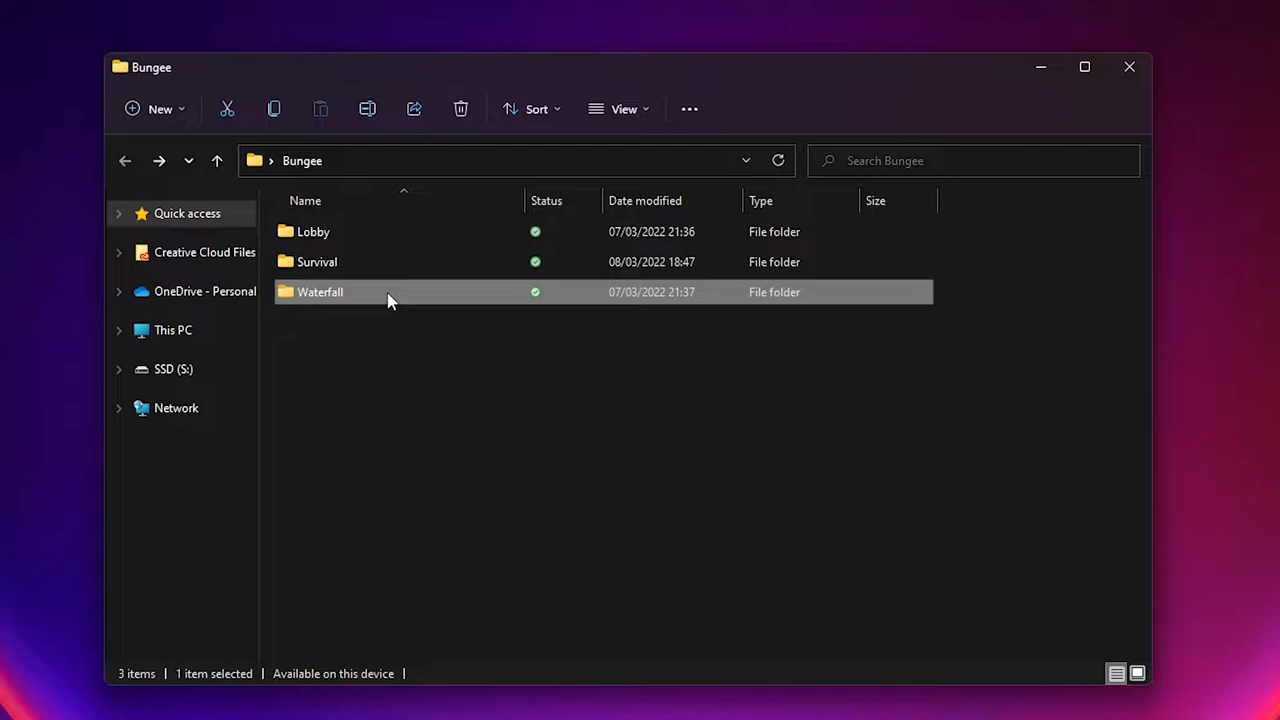 Bungee
New
Sort
View
Bungee
Search Bungee
Name Status Date modified Type Size
Quick access
Creative Cloud Files
OneDrive - Personal
This PC
SSD (S:)
Network
Lobby 07/03/2022 21:36 File folder
Survival 08/03/2022 18:47 File folder
Waterfall 07/03/2022 21:37 File folder
3 items 1 item selected Available on this device